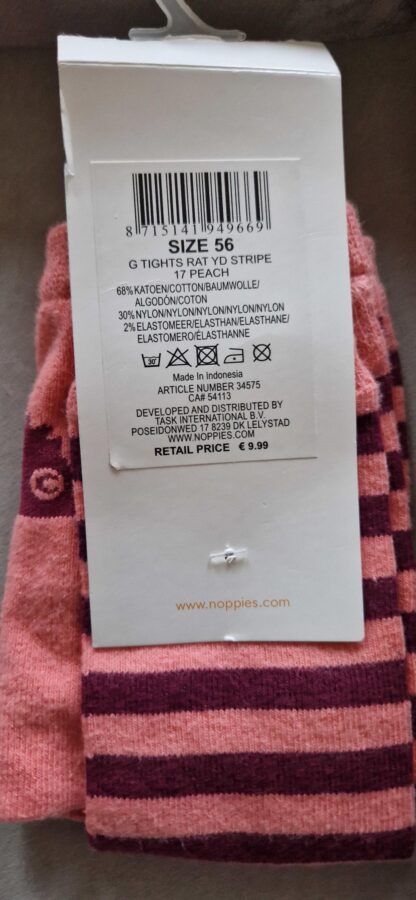 8 715141 949669
SIZE 56
G TIGHTS RAT YD STRIPE
17 PEACH
68% KATOEN/COTTON/BAUMWOLLE/
ALGODÓN/COTON
30% NYLON/NYLON/NYLON/NYLON/NYLON
2% ELASTOMEER/ELASTHAN/ELASTHANE/
ELASTOMERO/ÉLASTHANNE
30
Made In Indonesia
ARTICLE NUMBER 34575
CA# 54113
DEVELOPED AND DISTRIBUTED BY
TASK INTERNATIONAL B.V.
POSEIDONWED 17 8239 DK LELYSTAD
WWW.NOPPIES.COM
RETAIL PRICE € 9.99
www.noppies.com